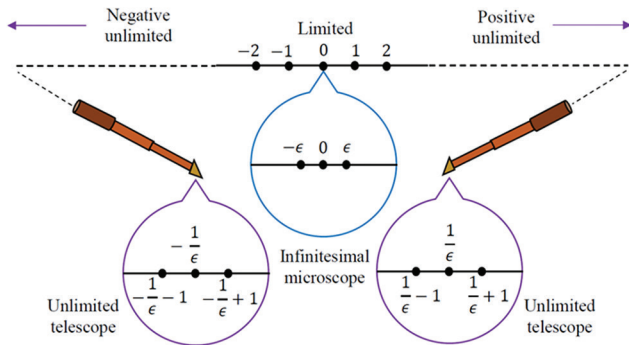 Negative
unlimited
Limited
Positive
unlimited
−2 −1 0 1 2
−ϵ 0 ϵ
Infinitesimal
microscope
− 1/ϵ
− 1/ϵ − 1
− 1/ϵ + 1
Unlimited
telescope
1/ϵ
1/ϵ − 1
1/ϵ + 1
Unlimited
telescope